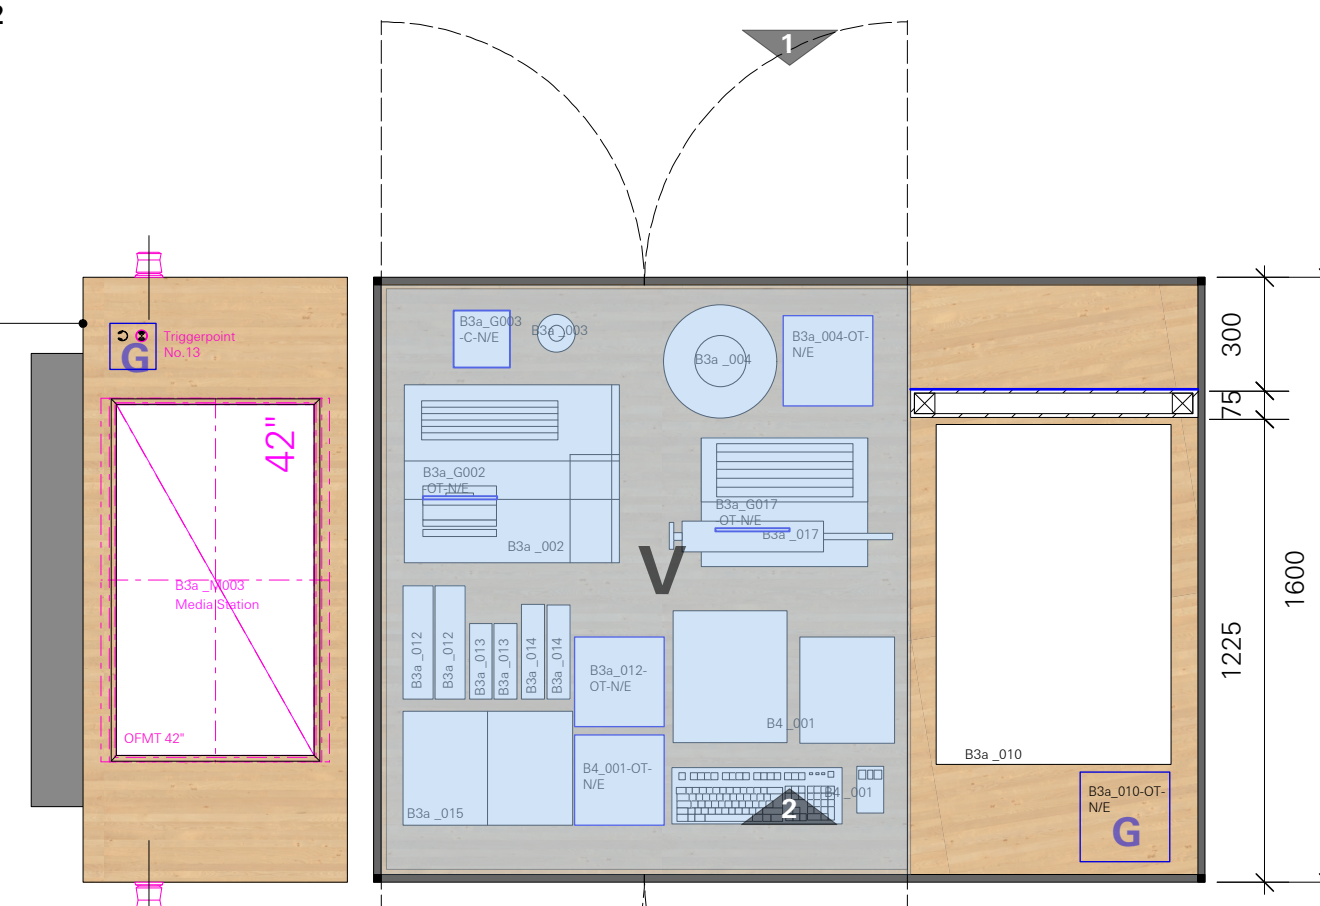 2
1
Triggerpoint
No.13
G
42"
B3a _M003
Media Station
OFMT 42"
B3a_G003
-C-N/E
B3a _003
B3a _004
B3a_004-OT-
N/E
B3a_G002
-OT-N/E
B3a _002
B3a_G017
OT-N/E
B3a _017
V
B3a _012
B3a _012
B3a _013
B3a _013
B3a _014
B3a _014
B3a_012-
OT-N/E
B4 _001
B3a _015
B4_001-OT-
N/E
B4 _001
2
B3a _010
B3a_010-OT-
N/E
G
300
75
1225
1600